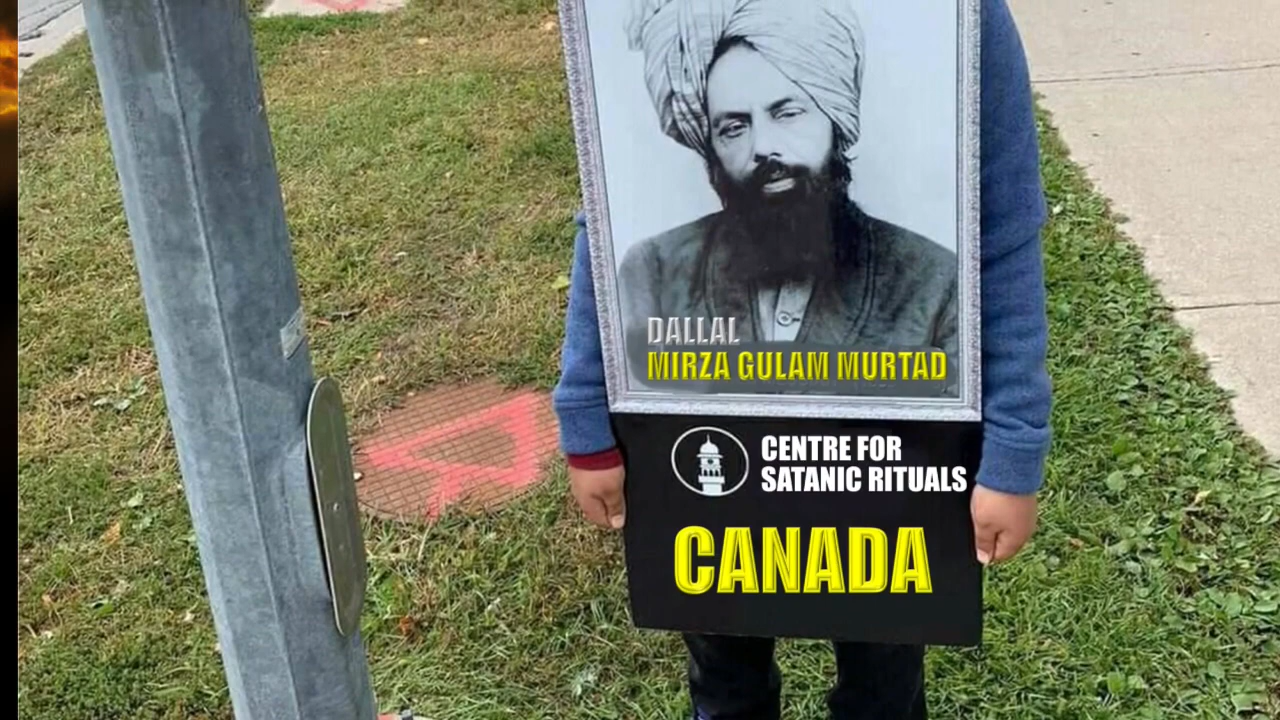 DALLAL
MIRZA GULAM MURTAD
CENTRE FOR
SATANIC RITUALS
CANADA